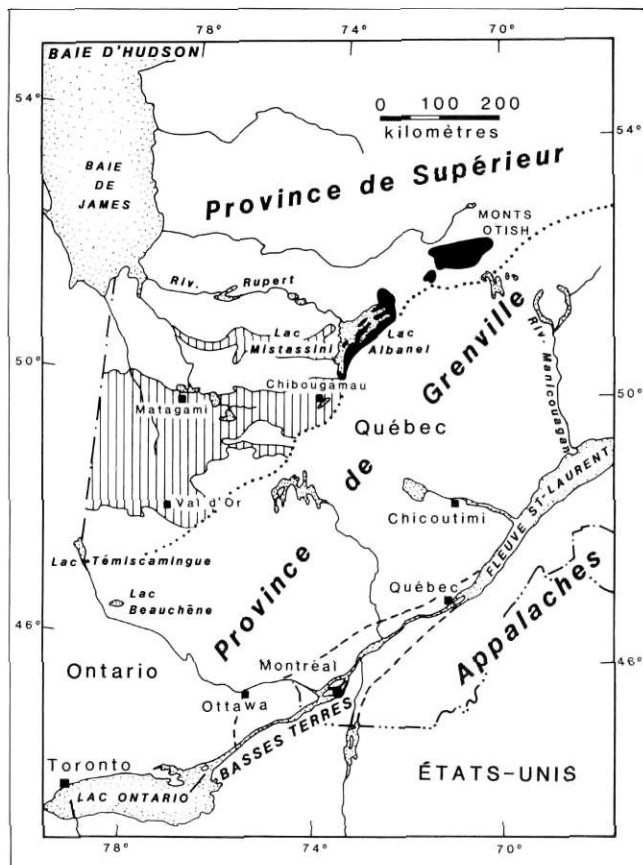 78°
74°
70°
BAIE D'HUDSON
54°
54°
0 100 200
kilomètres
BAIE
DE
JAMES
Province de Supérieur
MONTS
OTISH
Riv. Rupert
Lac
Mistassini
Lac
Albanel
Grenville
Riv. Manicouagan
50°
50°
Chibougamau
Matagami
Québec
de
Val d'Or
Chicoutimi
FLEUVE ST-LAURENT
Lac Témiscamingue
Lac
Beauchêne
Province
Québec
Appalaches
46°
46°
Ontario
Montréal
Ottawa
BASSES TERRES
Toronto
LAC ONTARIO
ÉTATS-UNIS
78°
74°
70°